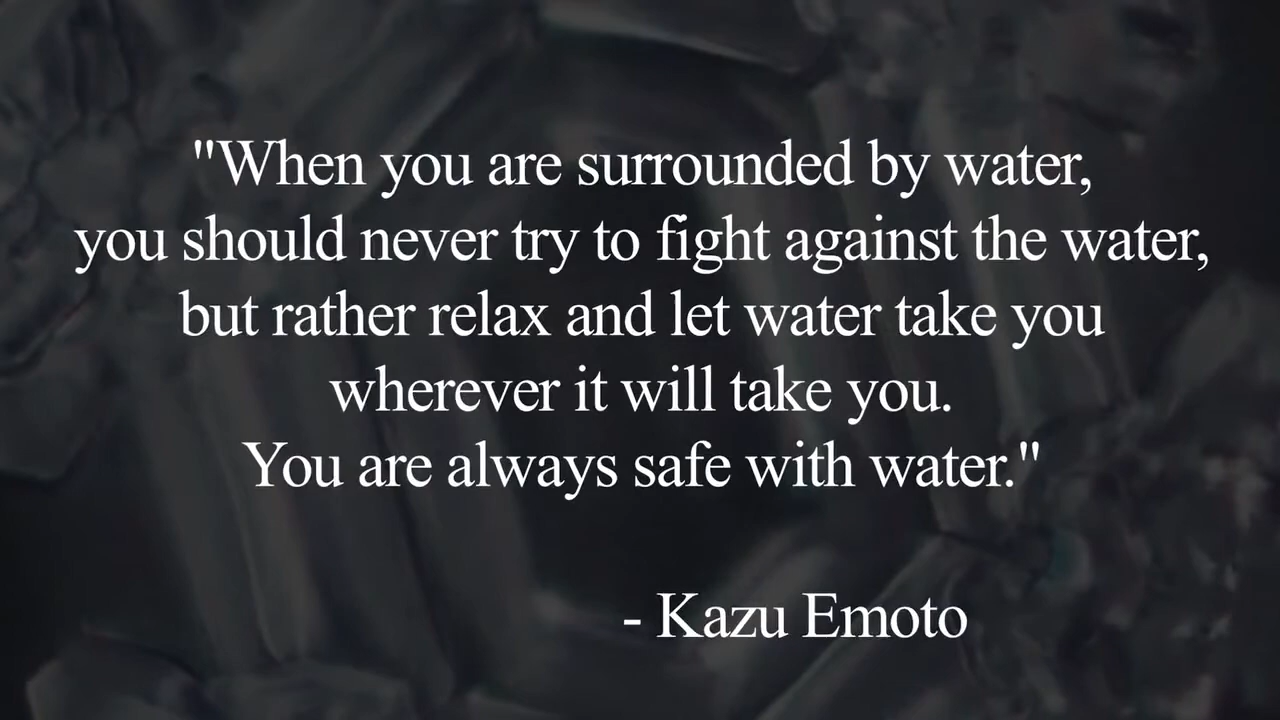 "When you are surrounded by water,
you should never try to fight against the water,
but rather relax and let water take you
wherever it will take you.
You are always safe with water."
- Kazu Emoto